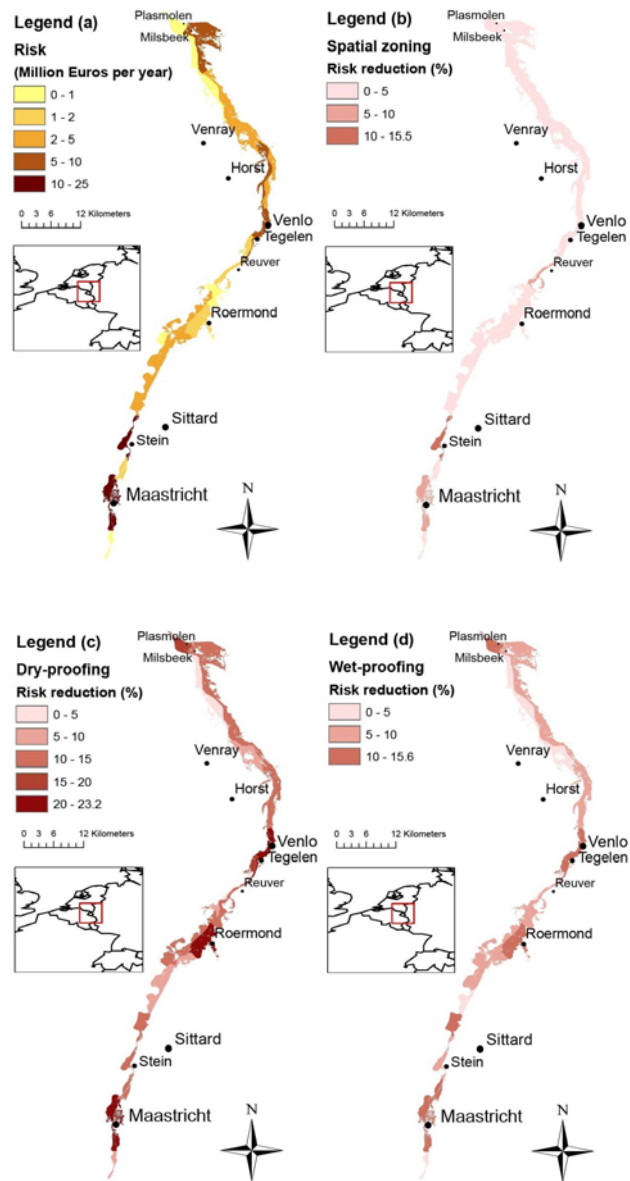 Legend (a)
Risk
(Million Euros per year)
0 - 1
1 - 2
2 - 5
5 - 10
10 - 25
0 3 6 12 Kilometers
Plasmolen
Milsbeek
Venray
Horst
Venlo
Tegelen
Reuver
Roermond
Sittard
Stein
Maastricht
N
Legend (b)
Spatial zoning
Risk reduction (%)
0 - 5
5 - 10
10 - 15.5
0 3 6 12 Kilometers
Plasmolen
Milsbeek
Venray
Horst
Venlo
Tegelen
Reuver
Roermond
Sittard
Stein
Maastricht
N
Legend (c)
Dry-proofing
Risk reduction (%)
0 - 5
5 - 10
10 - 15
15 - 20
20 - 23.2
0 3 6 12 Kilometers
Plasmolen
Milsbeek
Venray
Horst
Venlo
Tegelen
Reuver
Roermond
Sittard
Stein
Maastricht
N
Legend (d)
Wet-proofing
Risk reduction (%)
0 - 5
5 - 10
10 - 15.6
0 3 6 12 Kilometers
Plasmolen
Milsbeek
Venray
Horst
Venlo
Tegelen
Reuver
Roermond
Sittard
Stein
Maastricht
N